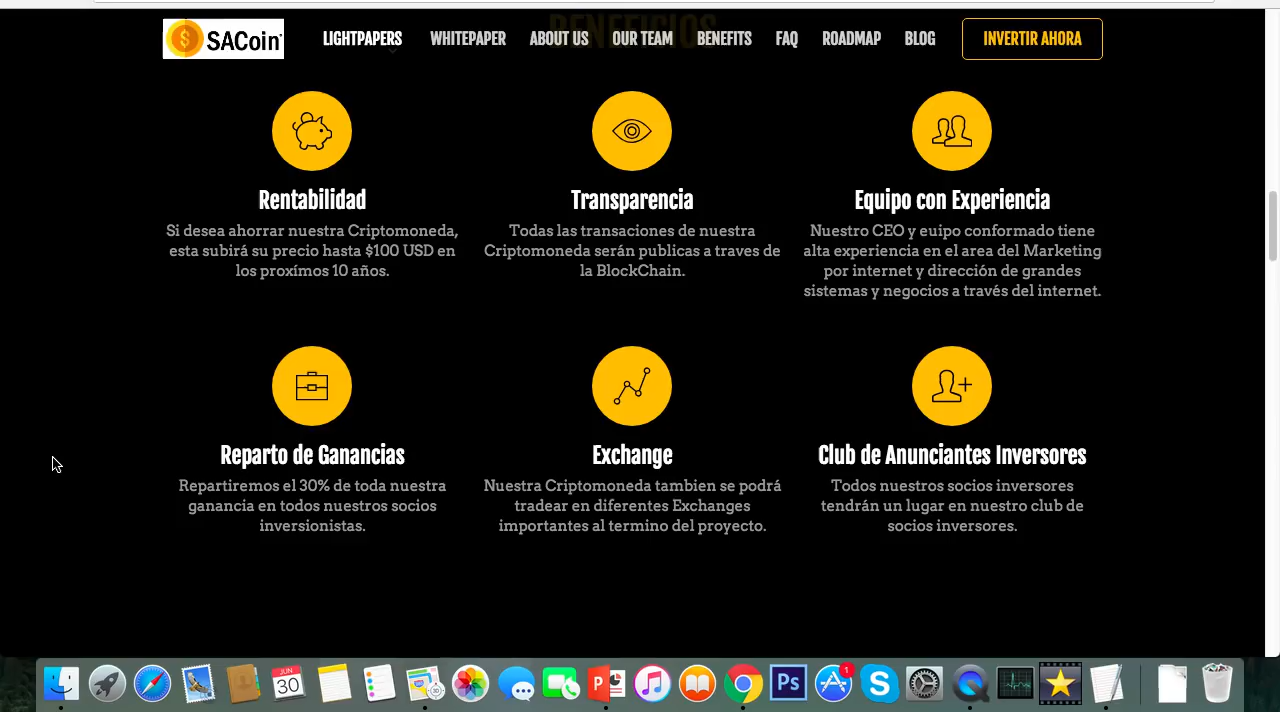 BENEFICIOS
SACoin
LIGHTPAPERS
WHITEPAPER
ABOUT US
OUR TEAM
BENEFITS
FAQ
ROADMAP
BLOG
INVERTIR AHORA
Rentabilidad
Si desea ahorrar nuestra Criptomoneda,
esta subirá su precio hasta $100 USD en
los proxímos 10 años.
Transparencia
Todas las transaciones de nuestra
Criptomoneda serán publicas a traves de
la BlockChain.
Equipo con Experiencia
Nuestro CEO y euipo conformado tiene
alta experiencia en el area del Marketing
por internet y dirección de grandes
sistemas y negocios a través del internet.
Reparto de Ganancias
Repartiremos el 30% de toda nuestra
ganancia en todos nuestros socios
inversionistas.
Exchange
Nuestra Criptomoneda tambien se podrá
tradear en diferentes Exchanges
importantes al termino del proyecto.
Club de Anunciantes Inversores
Todos nuestros socios inversores
tendrán un lugar en nuestro club de
socios inversores.
JUN
30
P
Ps
1
S